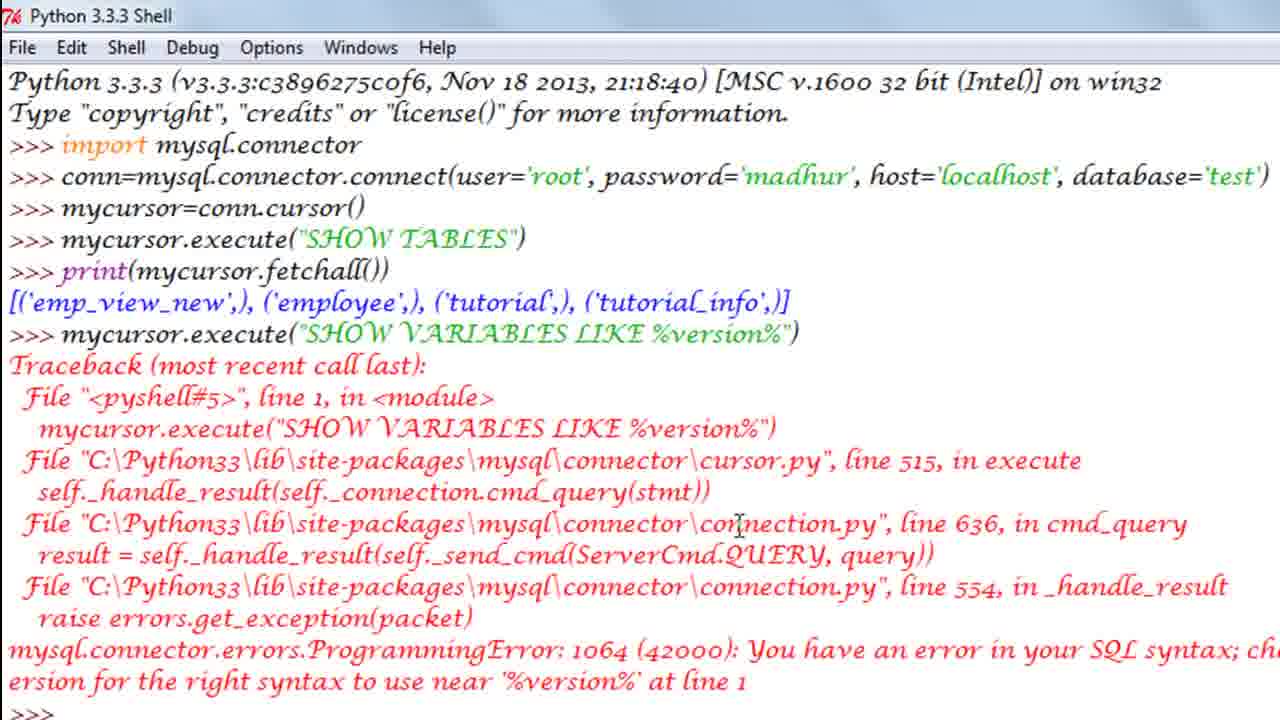 Python 3.3.3 Shell
File Edit Shell Debug Options Windows Help
Python 3.3.3 (v3.3.3:c3896275c0f6, Nov 18 2013, 21:18:40) [MSC v.1600 32 bit (Intel)] on win32
Type "copyright", "credits" or "license()" for more information.
>>> import mysql.connector
>>> conn=mysql.connector.connect(user='root', password='madhur', host='localhost', database='test')
>>> mycursor=conn.cursor()
>>> mycursor.execute("SHOW TABLES")
>>> print(mycursor.fetchall())
[('emp_view_new',), ('employee',), ('tutorial',), ('tutorial_info',)]
>>> mycursor.execute("SHOW VARIABLES LIKE %version%")
Traceback (most recent call last):
File "<pyshell#5>", line 1, in <module>
mycursor.execute("SHOW VARIABLES LIKE %version%")
File "C:\Python33\lib\site-packages\mysql\connector\cursor.py", line 515, in execute
self._handle_result(self._connection.cmd_query(stmt))
File "C:\Python33\lib\site-packages\mysql\connector\connection.py", line 636, in cmd_query
result = self._handle_result(self._send_cmd(ServerCmd.QUERY, query))
File "C:\Python33\lib\site-packages\mysql\connector\connection.py", line 554, in _handle_result
raise errors.get_exception(packet)
mysql.connector.errors.ProgrammingError: 1064 (42000): You have an error in your SQL syntax; che
ersion for the right syntax to use near '%version%' at line 1
>>>